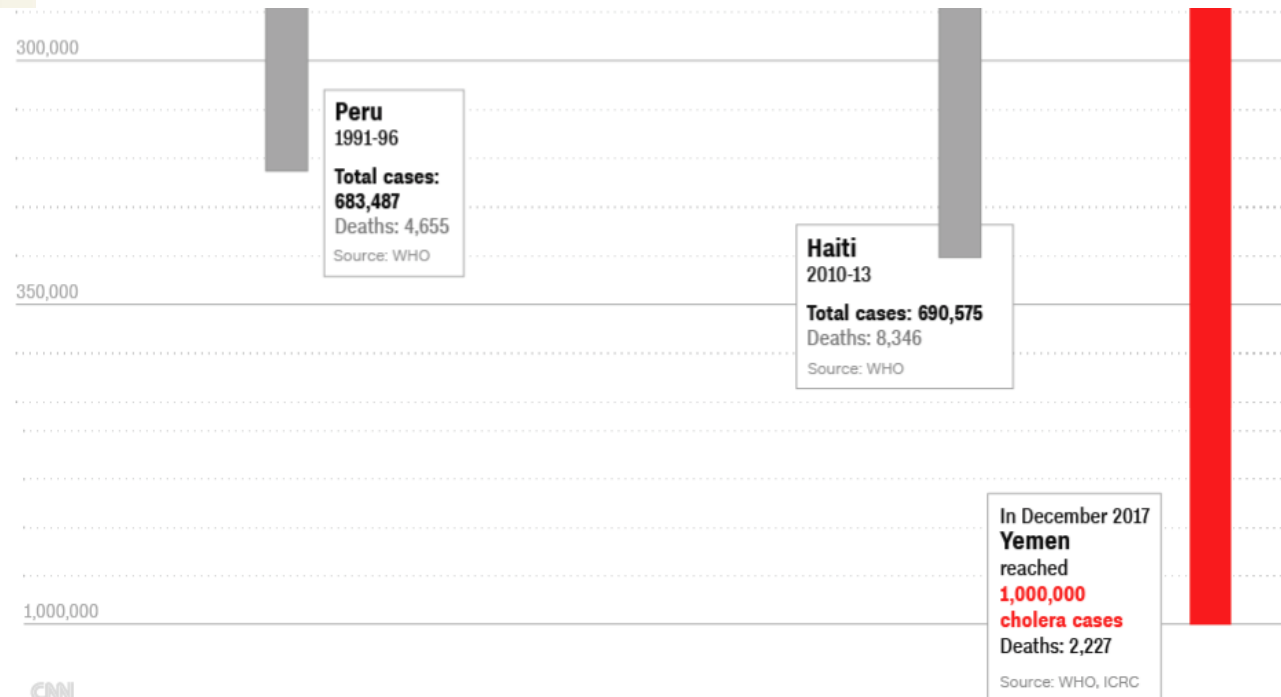 300,000
Peru
1991-96
Total cases:
683,487
Deaths: 4,655
Source: WHO
Haiti
2010-13
Total cases: 690,575
Deaths: 8,346
Source: WHO
350,000
In December 2017
Yemen
reached
1,000,000
cholera cases
Deaths: 2,227
Source: WHO, ICRC
1,000,000
CNN